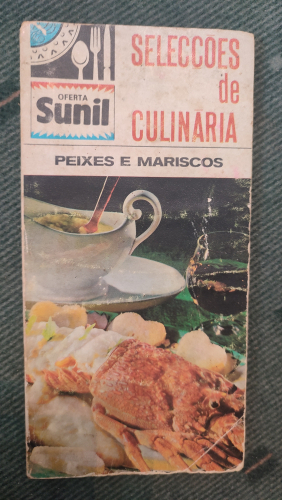 SELECCOES
de
CULINARIA
OFERTA
Sunil
PEIXES E MARISCOS